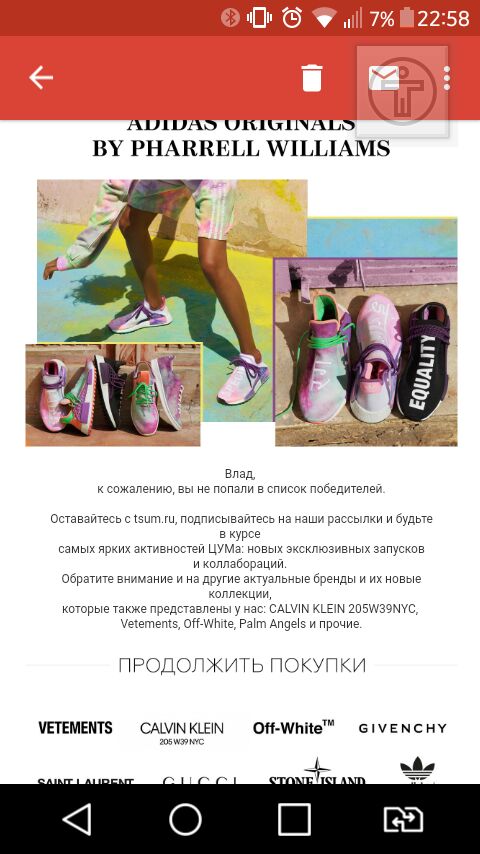 7% 22:58
ADIDAS ORIGINALS
BY PHARRELL WILLIAMS
EQUALITY
Влад,
к сожалению, вы не попали в список победителей.
Оставайтесь с tsum.ru, подписывайтесь на наши рассылки и будьте
в курсе
самых ярких активностей ЦУМа: новых эксклюзивных запусков
и коллабораций.
Обратите внимание и на другие актуальные бренды и их новые
коллекции,
которые также представлены у нас: CALVIN KLEIN 205W39NYC,
Vetements, Off-White, Palm Angels и прочие.
ПРОДОЛЖИТЬ ПОКУПКИ
VETEMENTS CALVIN KLEIN Off-White™ GIVENCHY
205 W39 NYC
SAINT LAURENT GUCCI STONE ISLAND